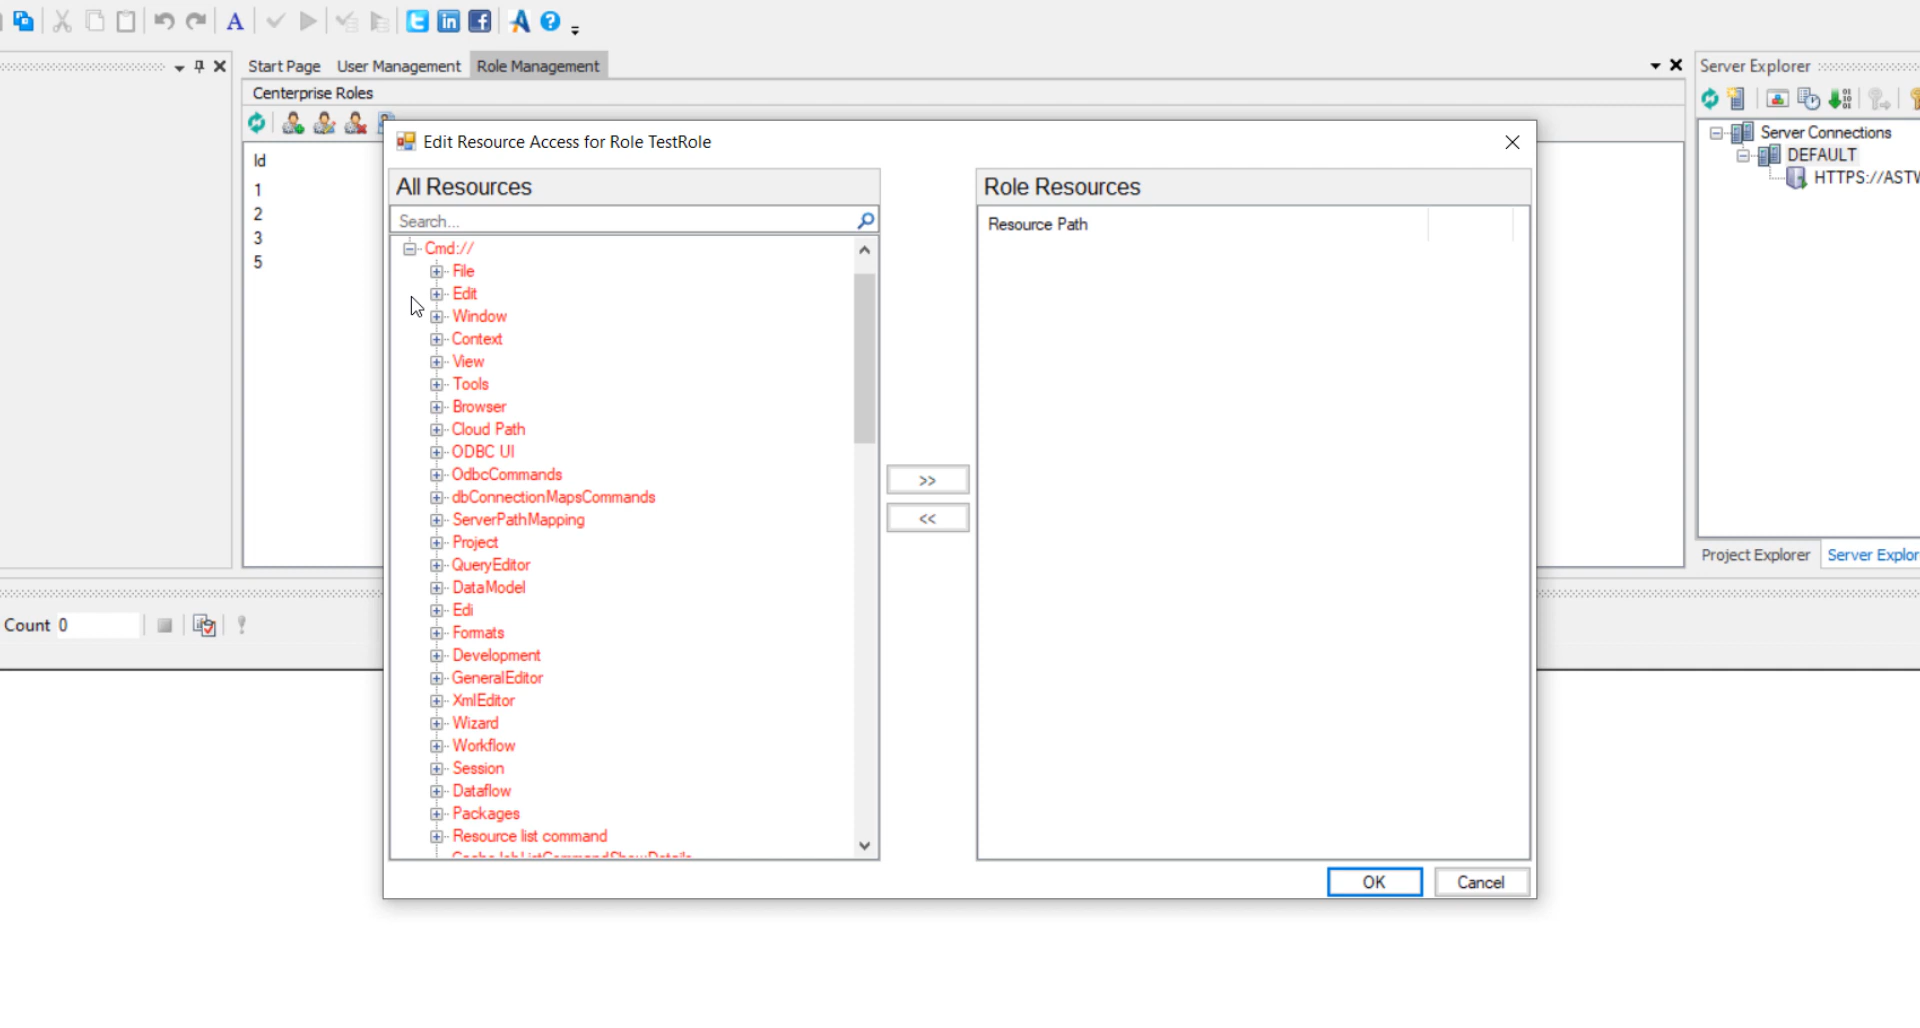 Start Page
User Management
Role Management
Server Explorer
Centerprise Roles
Server Connections
DEFAULT
HTTPS://ASTW
Id
1
2
3
5
Edit Resource Access for Role TestRole
All Resources
Search...
Cmd://
File
Edit
Window
Context
View
Tools
Browser
Cloud Path
ODBC UI
OdbcCommands
dbConnectionMapsCommands
ServerPathMapping
Project
QueryEditor
DataModel
Edi
Formats
Development
GeneralEditor
XmlEditor
Wizard
Workflow
Session
Dataflow
Packages
Resource list command
>>
<<
Role Resources
Resource Path
OK
Cancel
Project Explorer
Server Explor
Count 0